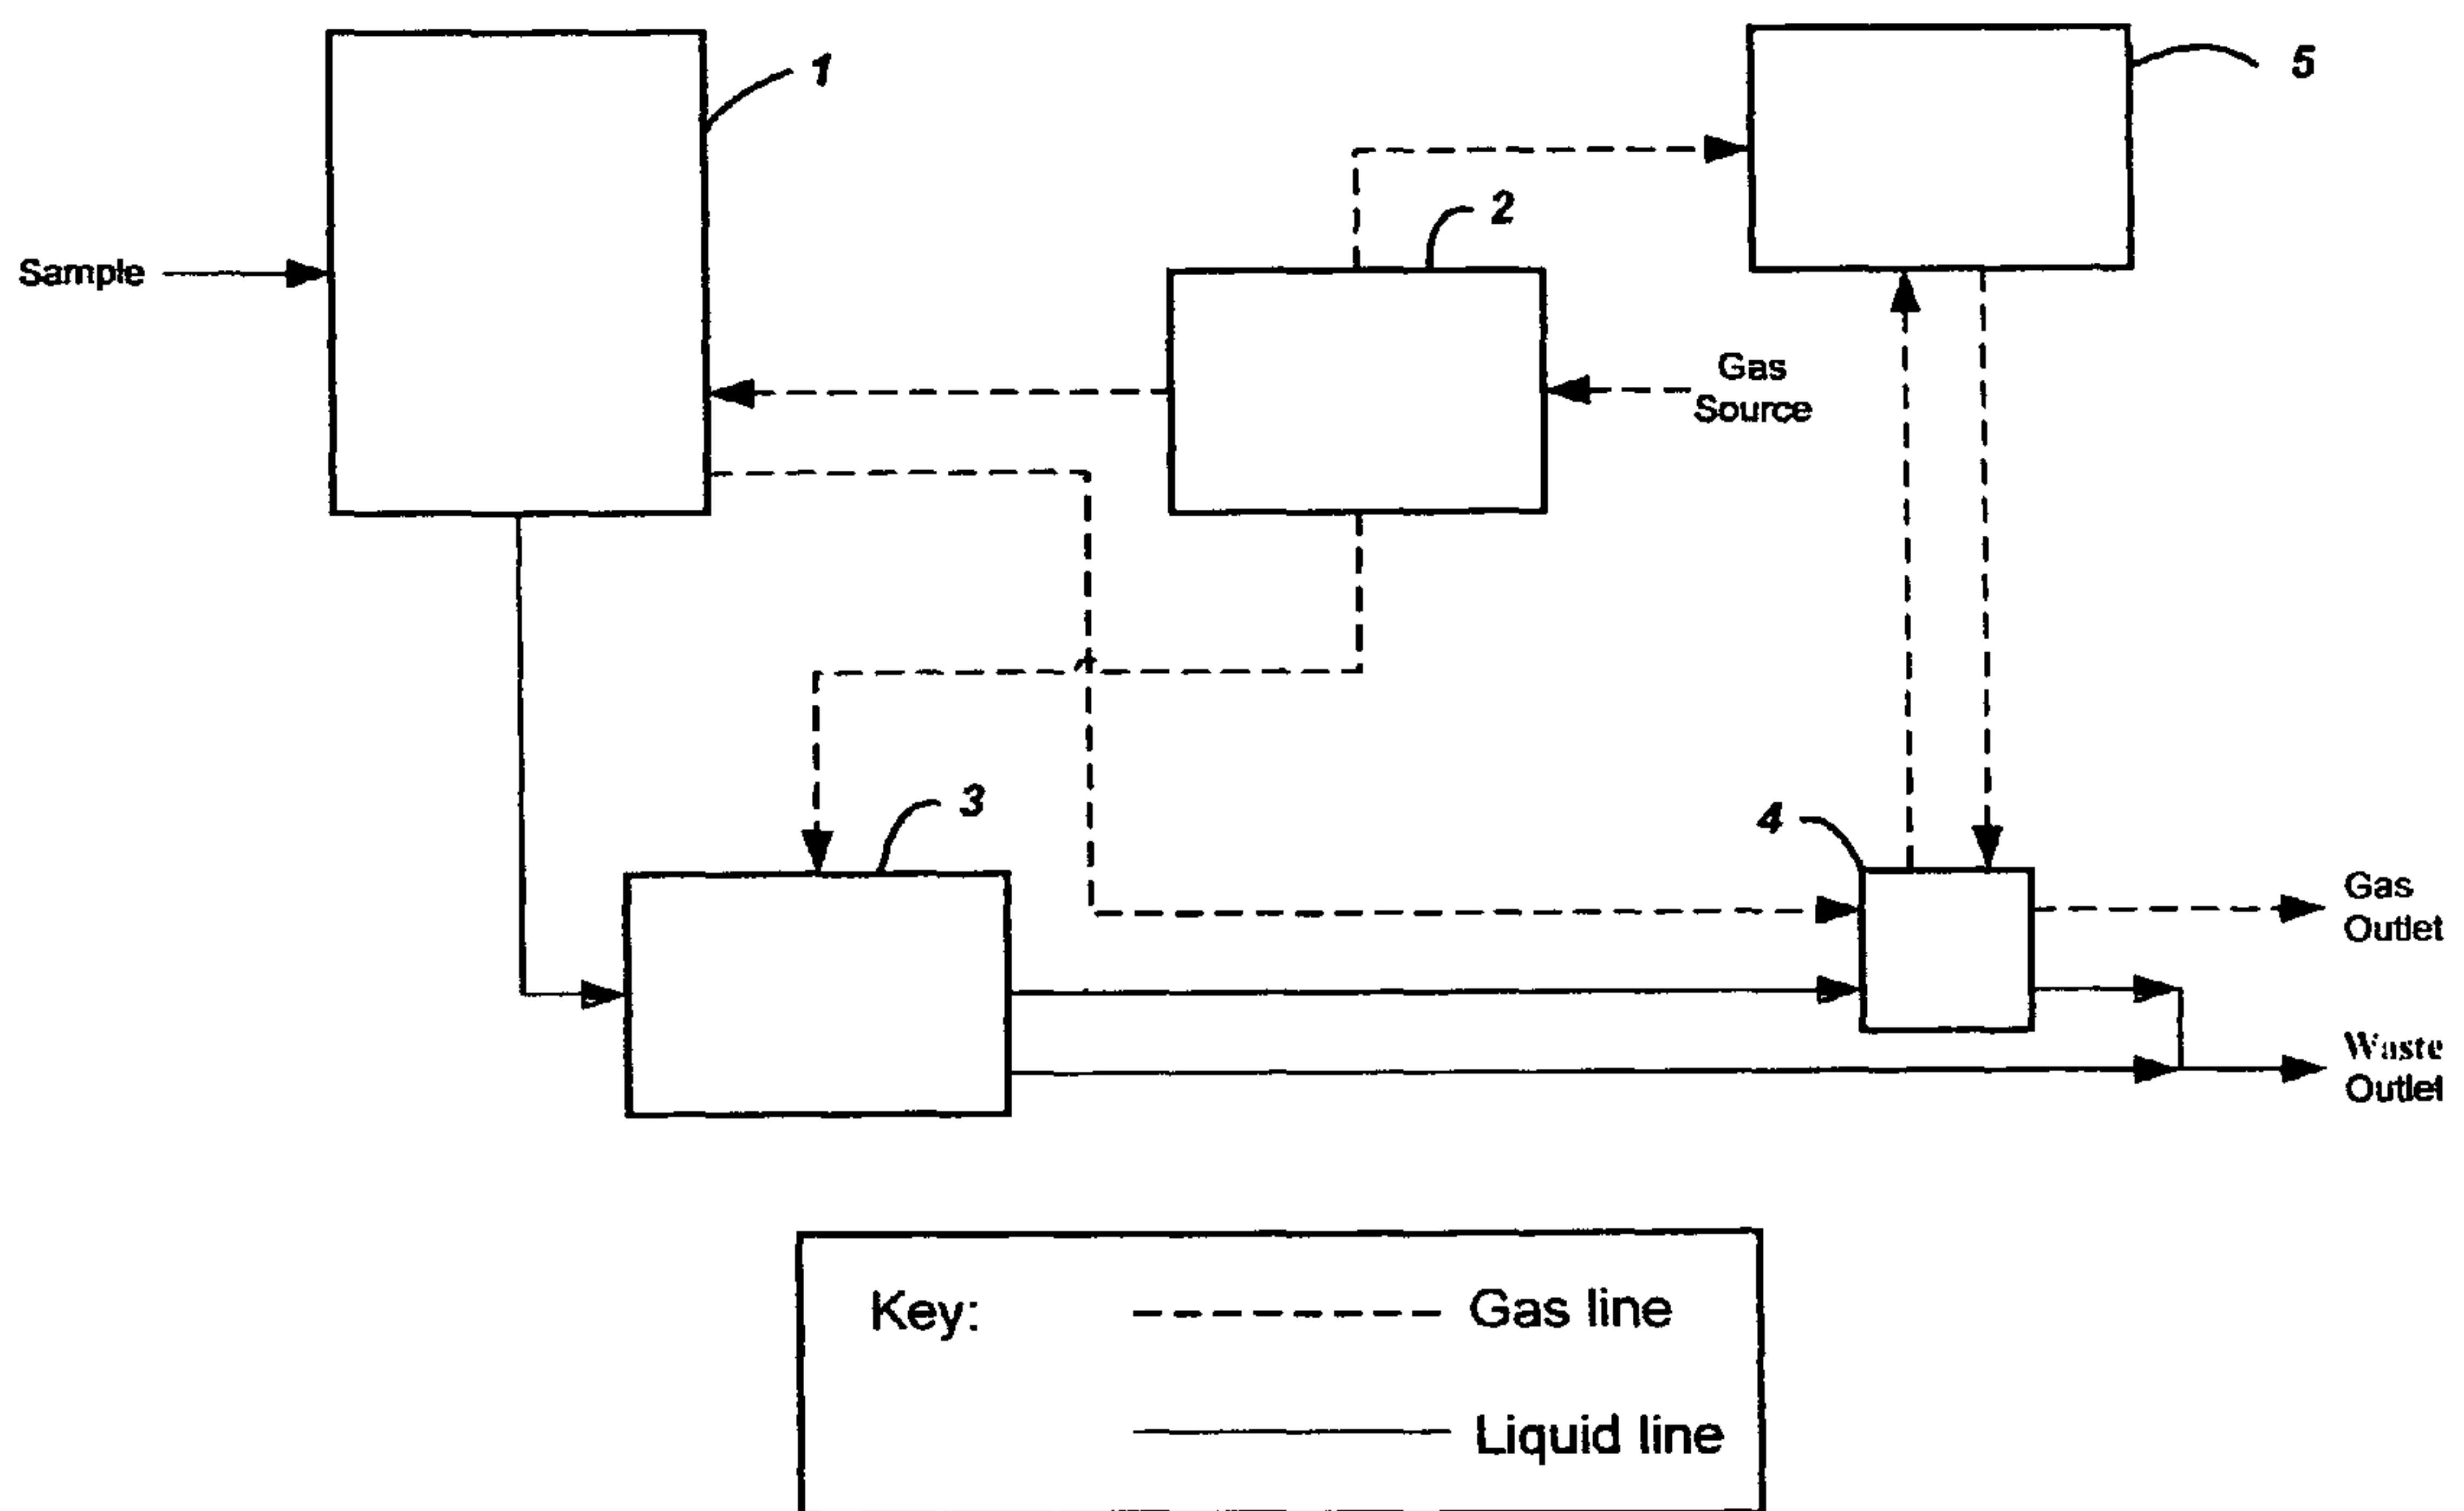 1
5
2
Sample
Gas
Source
3
4
Gas
Outlet
Waste
Outlet
Key:
Gas line
Liquid line